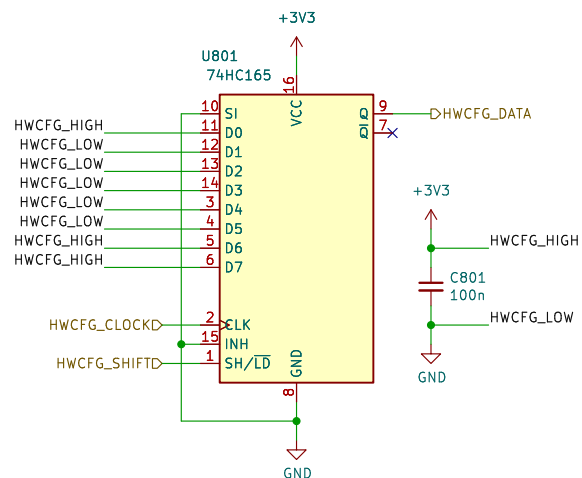 +3V3
U801
74HC165
16
VCC
10 SI
HWCFG_HIGH 11 D0
HWCFG_LOW 12 D1
HWCFG_LOW 13 D2
HWCFG_LOW 14 D3
HWCFG_LOW 3 D4
HWCFG_LOW 4 D5
HWCFG_HIGH 5 D6
HWCFG_HIGH 6 D7
HWCFG_CLOCK 2 CLK
15 INH
HWCFG_SHIFT 1 SH/L̅D̅
Q 9 HWCFG_DATA
Q̅ 7
GND
8
GND
+3V3
HWCFG_HIGH
C801
100n
HWCFG_LOW
GND